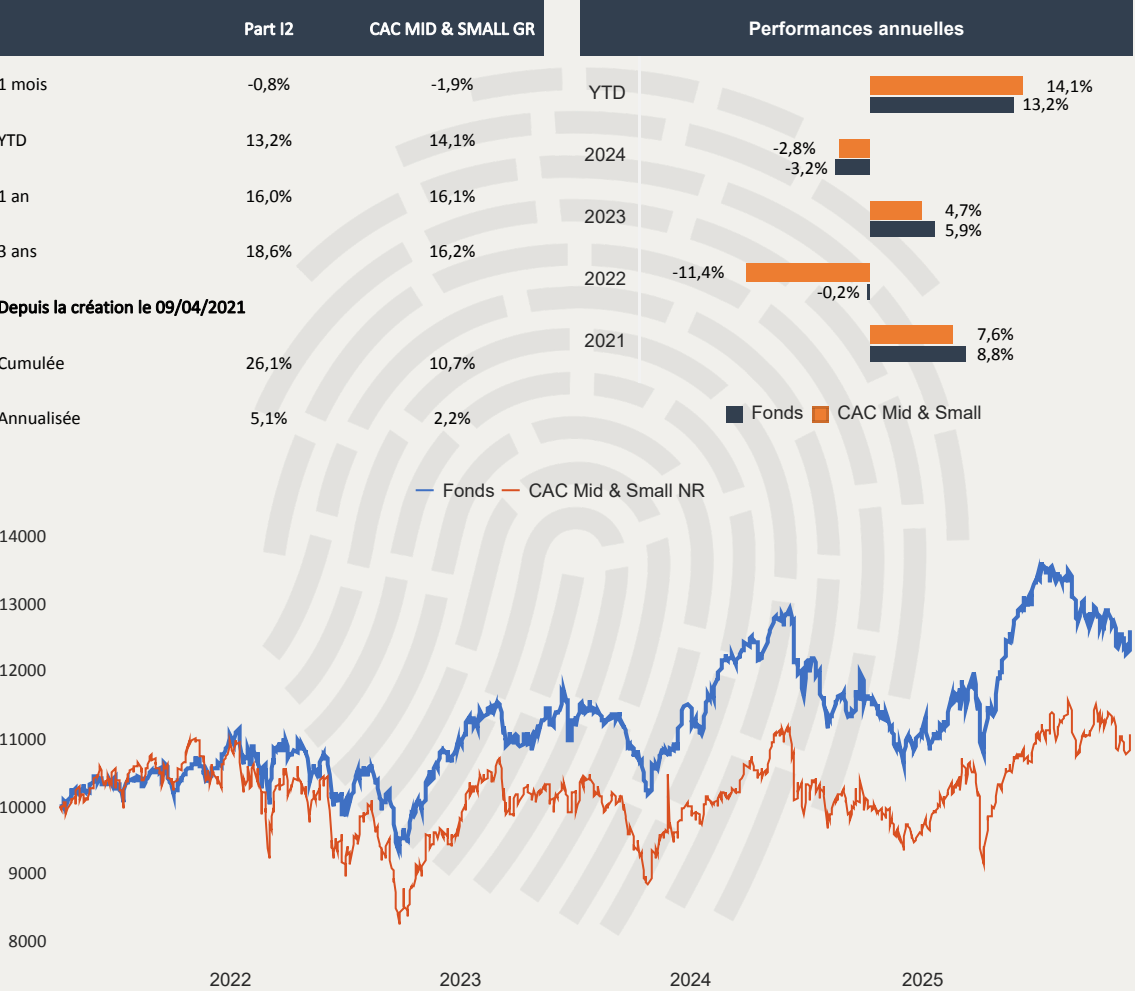 Part I2 CAC MID & SMALL GR
1 mois -0,8% -1,9%
YTD 13,2% 14,1%
1 an 16,0% 16,1%
3 ans 18,6% 16,2%
Depuis la création le 09/04/2021
Cumulée 26,1% 10,7%
Annualisée 5,1% 2,2%
Performances annuelles
YTD 14,1%
13,2%
2024 -2,8%
-3,2%
2023 4,7%
5,9%
2022 -11,4%
-0,2%
2021 7,6%
8,8%
Fonds CAC Mid & Small
Fonds CAC Mid & Small NR
14000
13000
12000
11000
10000
9000
8000
2022 2023 2024 2025